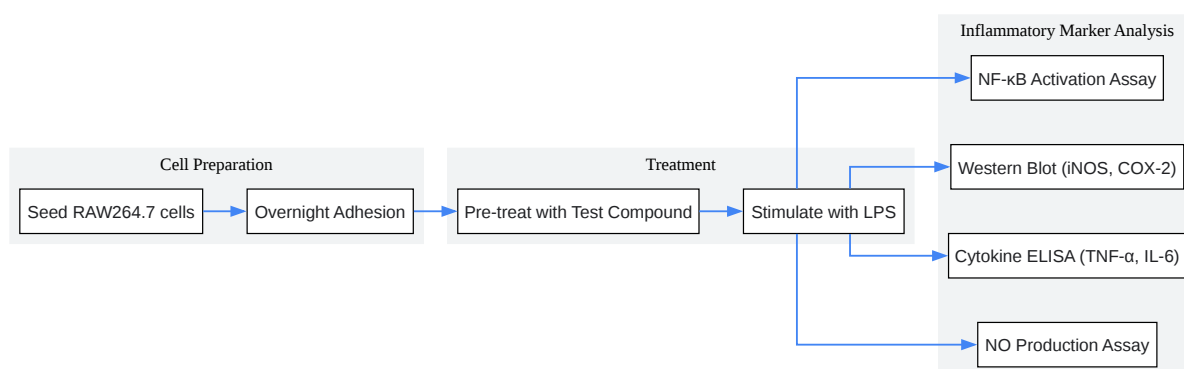 Inflammatory Marker Analysis
NF-κB Activation Assay
Cell Preparation
Treatment
Western Blot (iNOS, COX-2)
Seed RAW264.7 cells
Overnight Adhesion
Pre-treat with Test Compound
Stimulate with LPS
Cytokine ELISA (TNF-α, IL-6)
NO Production Assay